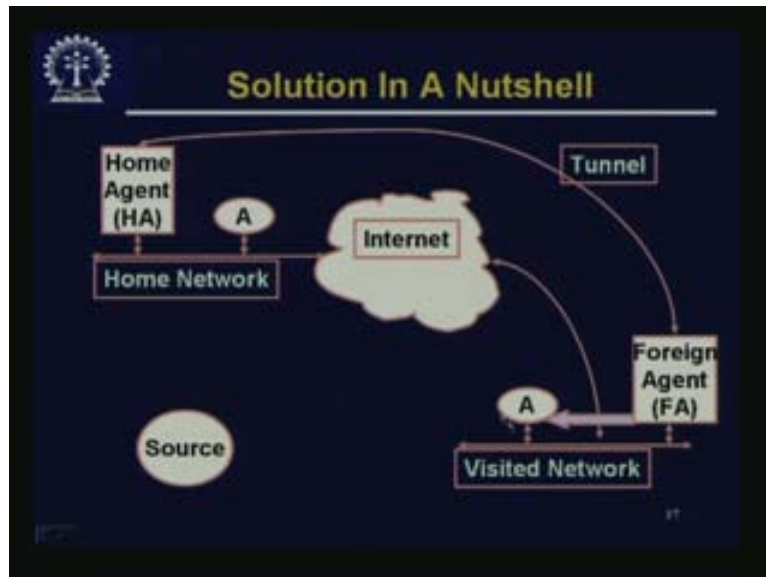 Solution In A Nutshell
Home
Agent
(HA)
A
Tunnel
Internet
Home Network
Foreign
Agent
(FA)
A
Source
Visited Network